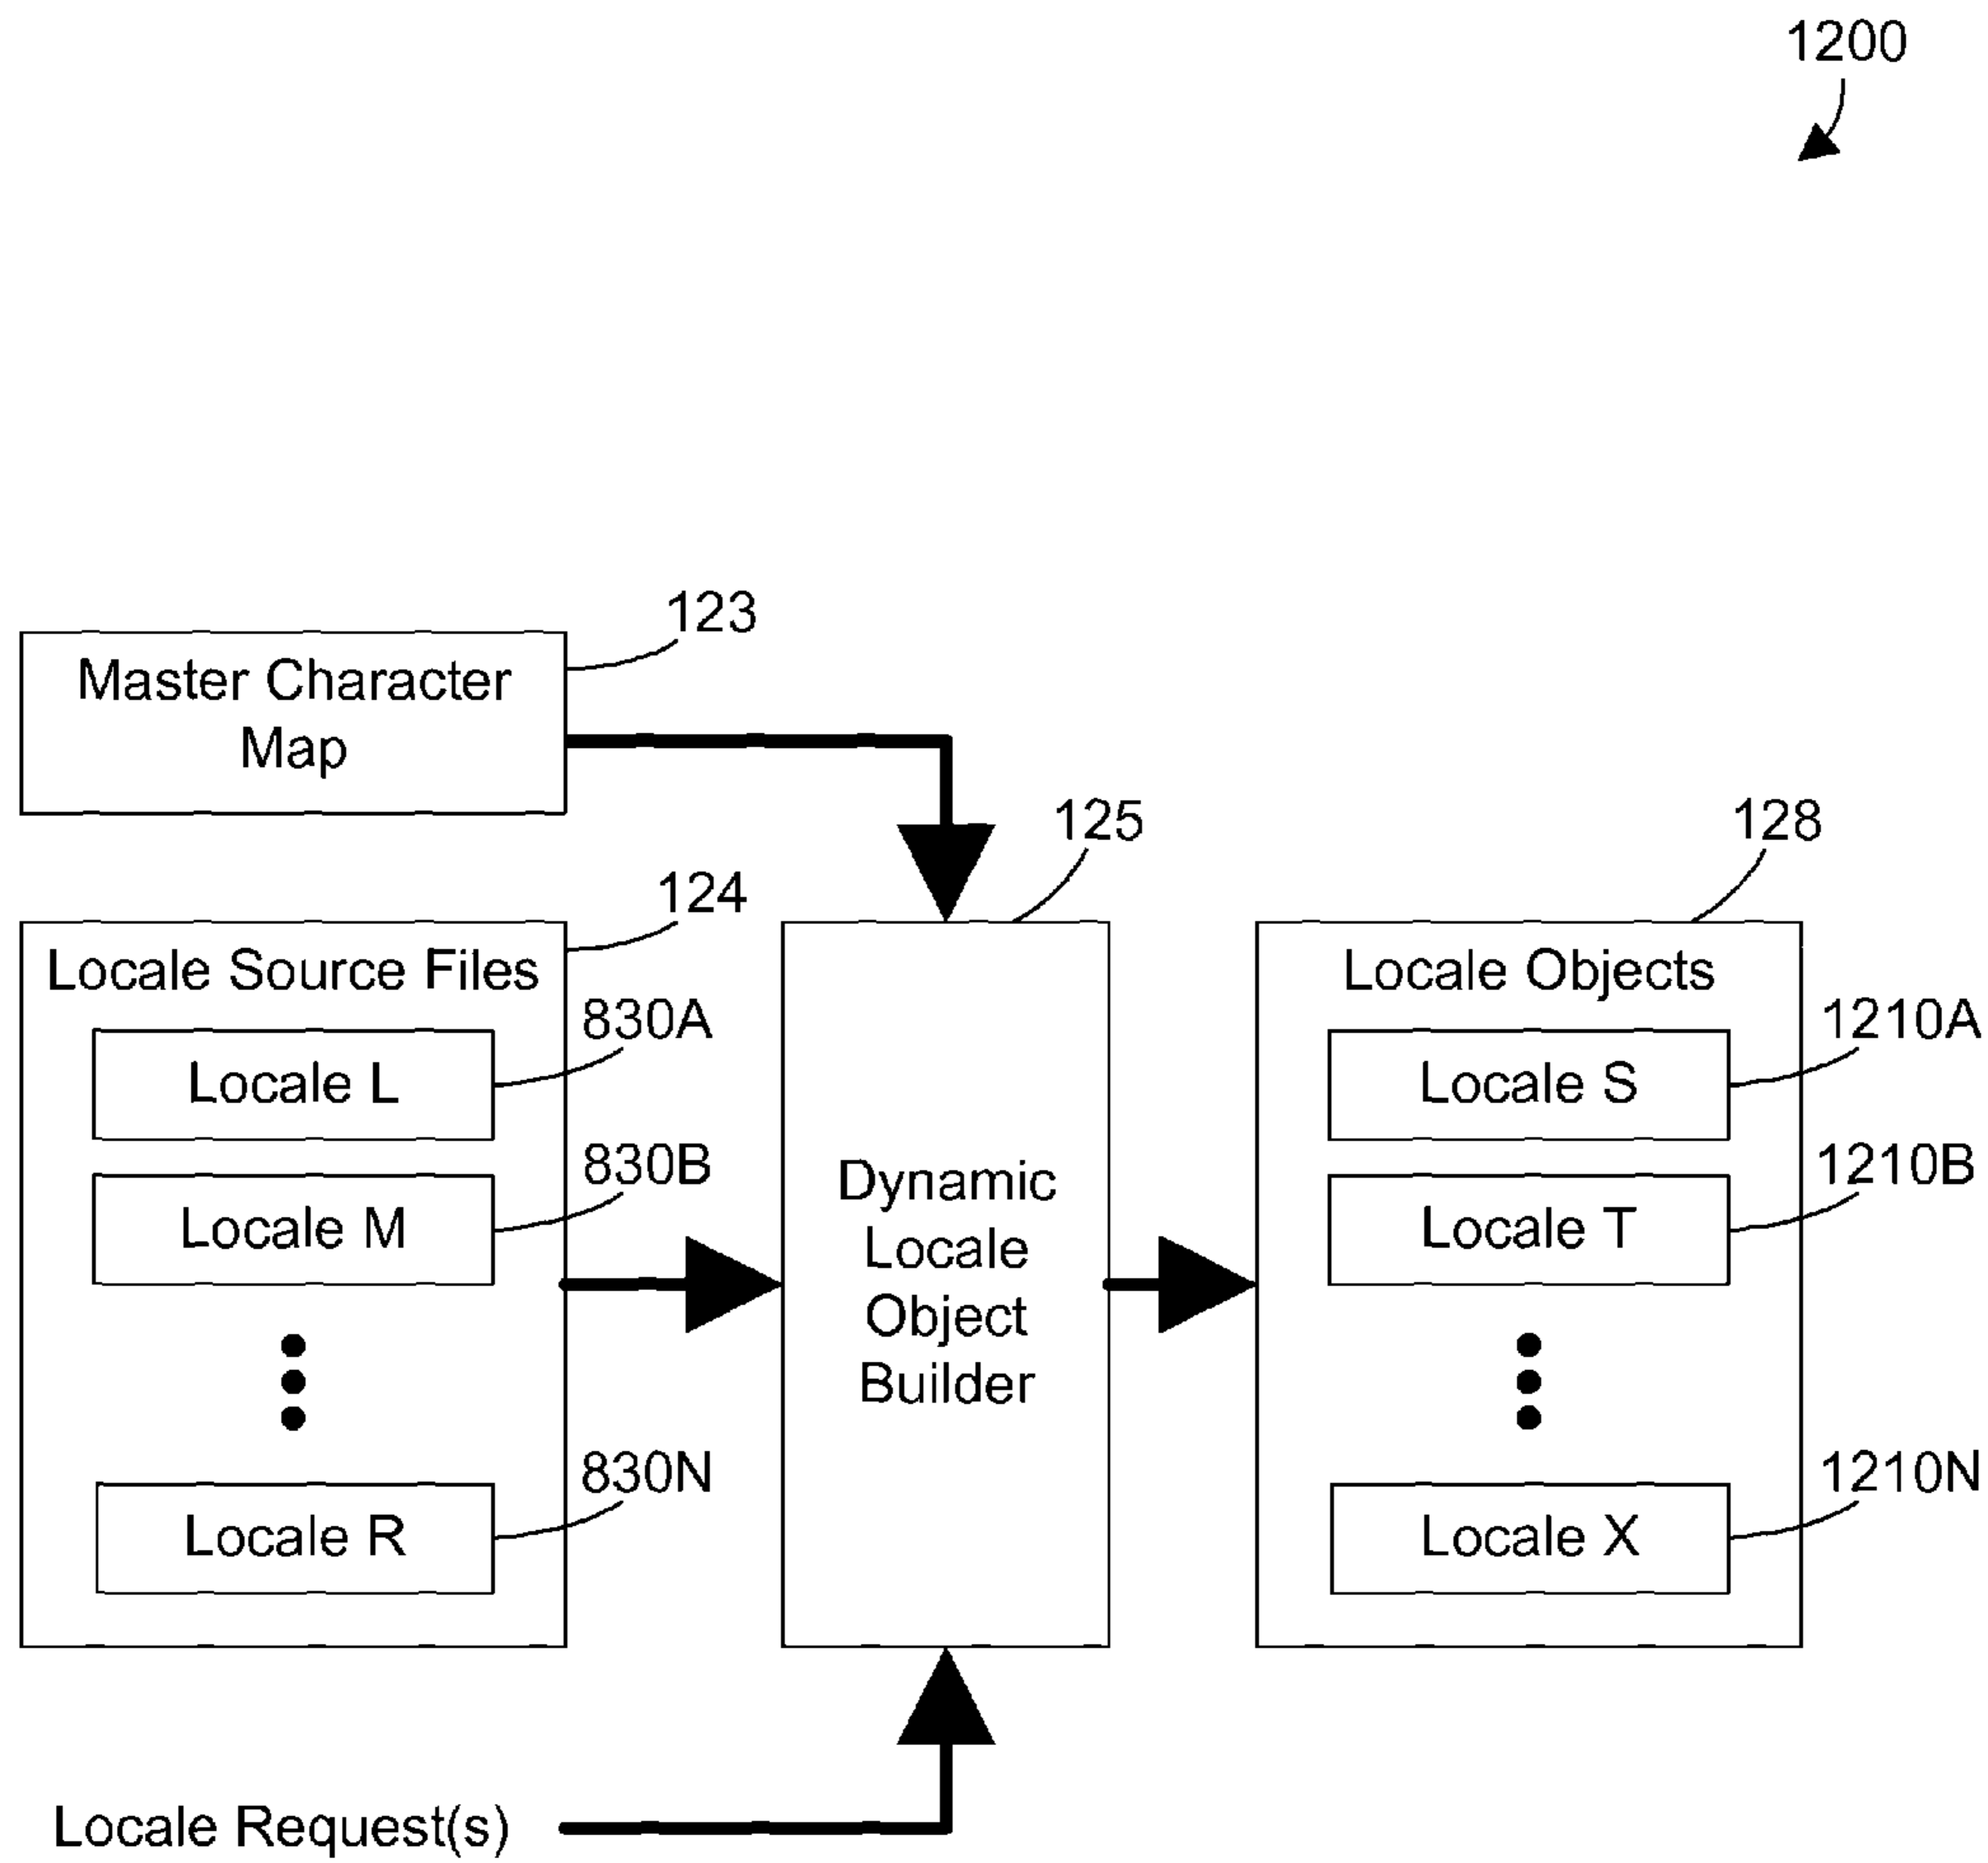 1200
123
Master Character
Map
125
128
124
Locale Source Files
Locale Objects
830A
1210A
Locale L
Locale S
830B
1210B
Locale M
Locale T
Dynamic
Locale
Object
Builder
830N
1210N
Locale R
Locale X
Locale Request(s)